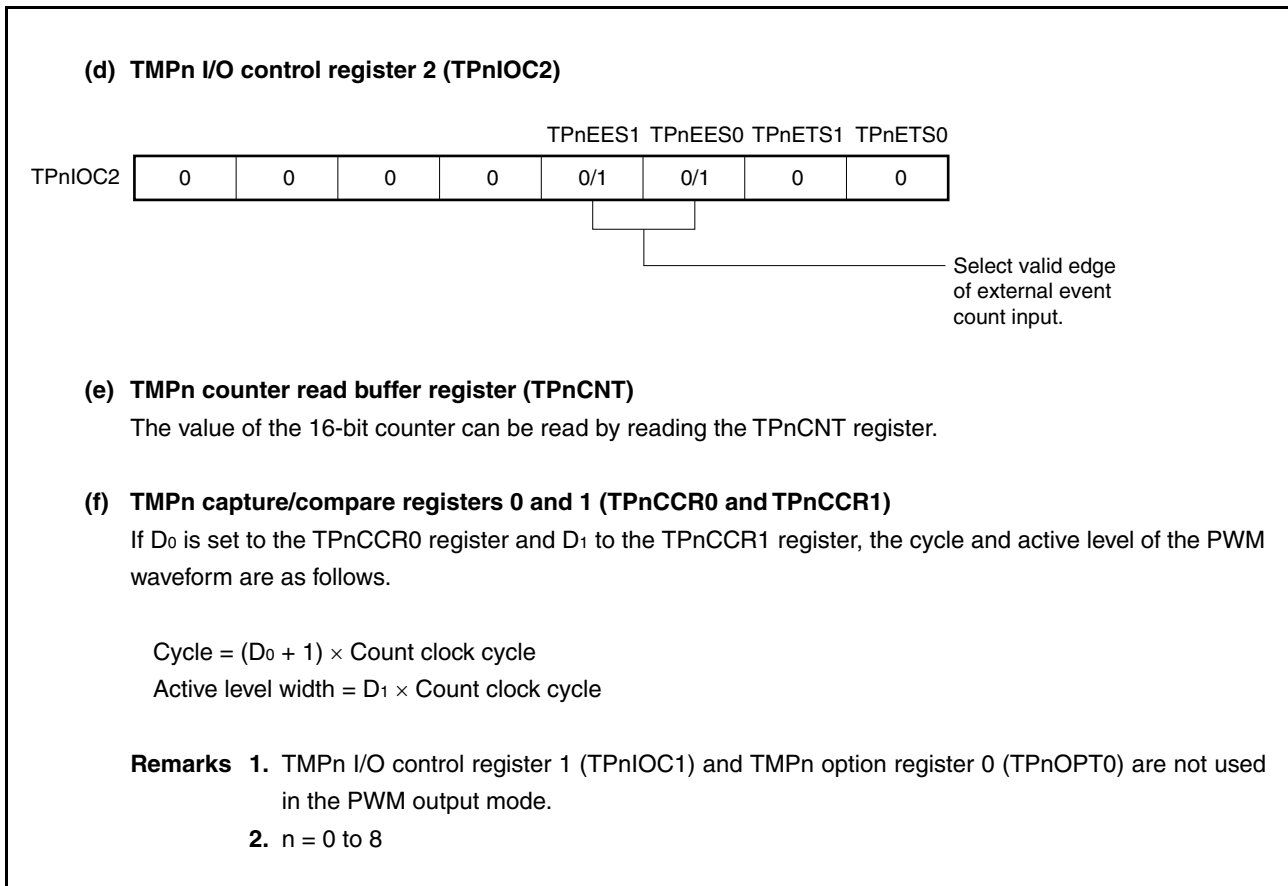 (d) TMPn I/O control register 2 (TPnIOC2)
TPnEES1 TPnEES0 TPnETS1 TPnETS0
TPnIOC2 0 0 0 0 0/1 0/1 0 0
Select valid edge
of external event
count input.
(e) TMPn counter read buffer register (TPnCNT)
The value of the 16-bit counter can be read by reading the TPnCNT register.
(f) TMPn capture/compare registers 0 and 1 (TPnCCR0 and TPnCCR1)
If D0 is set to the TPnCCR0 register and D1 to the TPnCCR1 register, the cycle and active level of the PWM
waveform are as follows.
Cycle = (D0 + 1) × Count clock cycle
Active level width = D1 × Count clock cycle
Remarks 1. TMPn I/O control register 1 (TPnIOC1) and TMPn option register 0 (TPnOPT0) are not used
in the PWM output mode.
2. n = 0 to 8